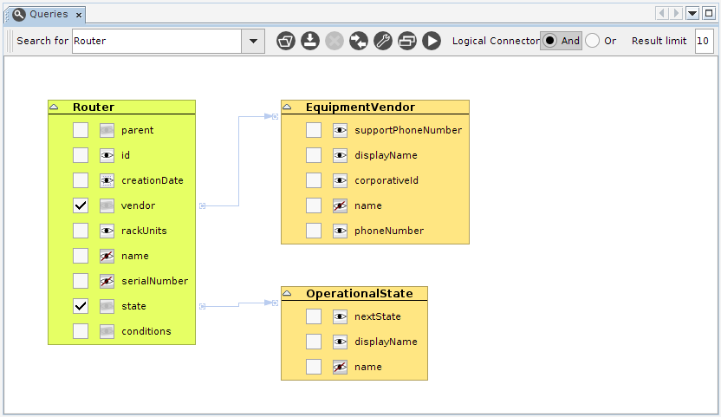 Queries
Search for Router Logical Connector And Or Result limit 10
Router
parent
id
creationDate
vendor
rackUnits
name
serialNumber
state
conditions
EquipmentVendor
supportPhoneNumber
displayName
corporativeId
name
phoneNumber
OperationalState
nextState
displayName
name